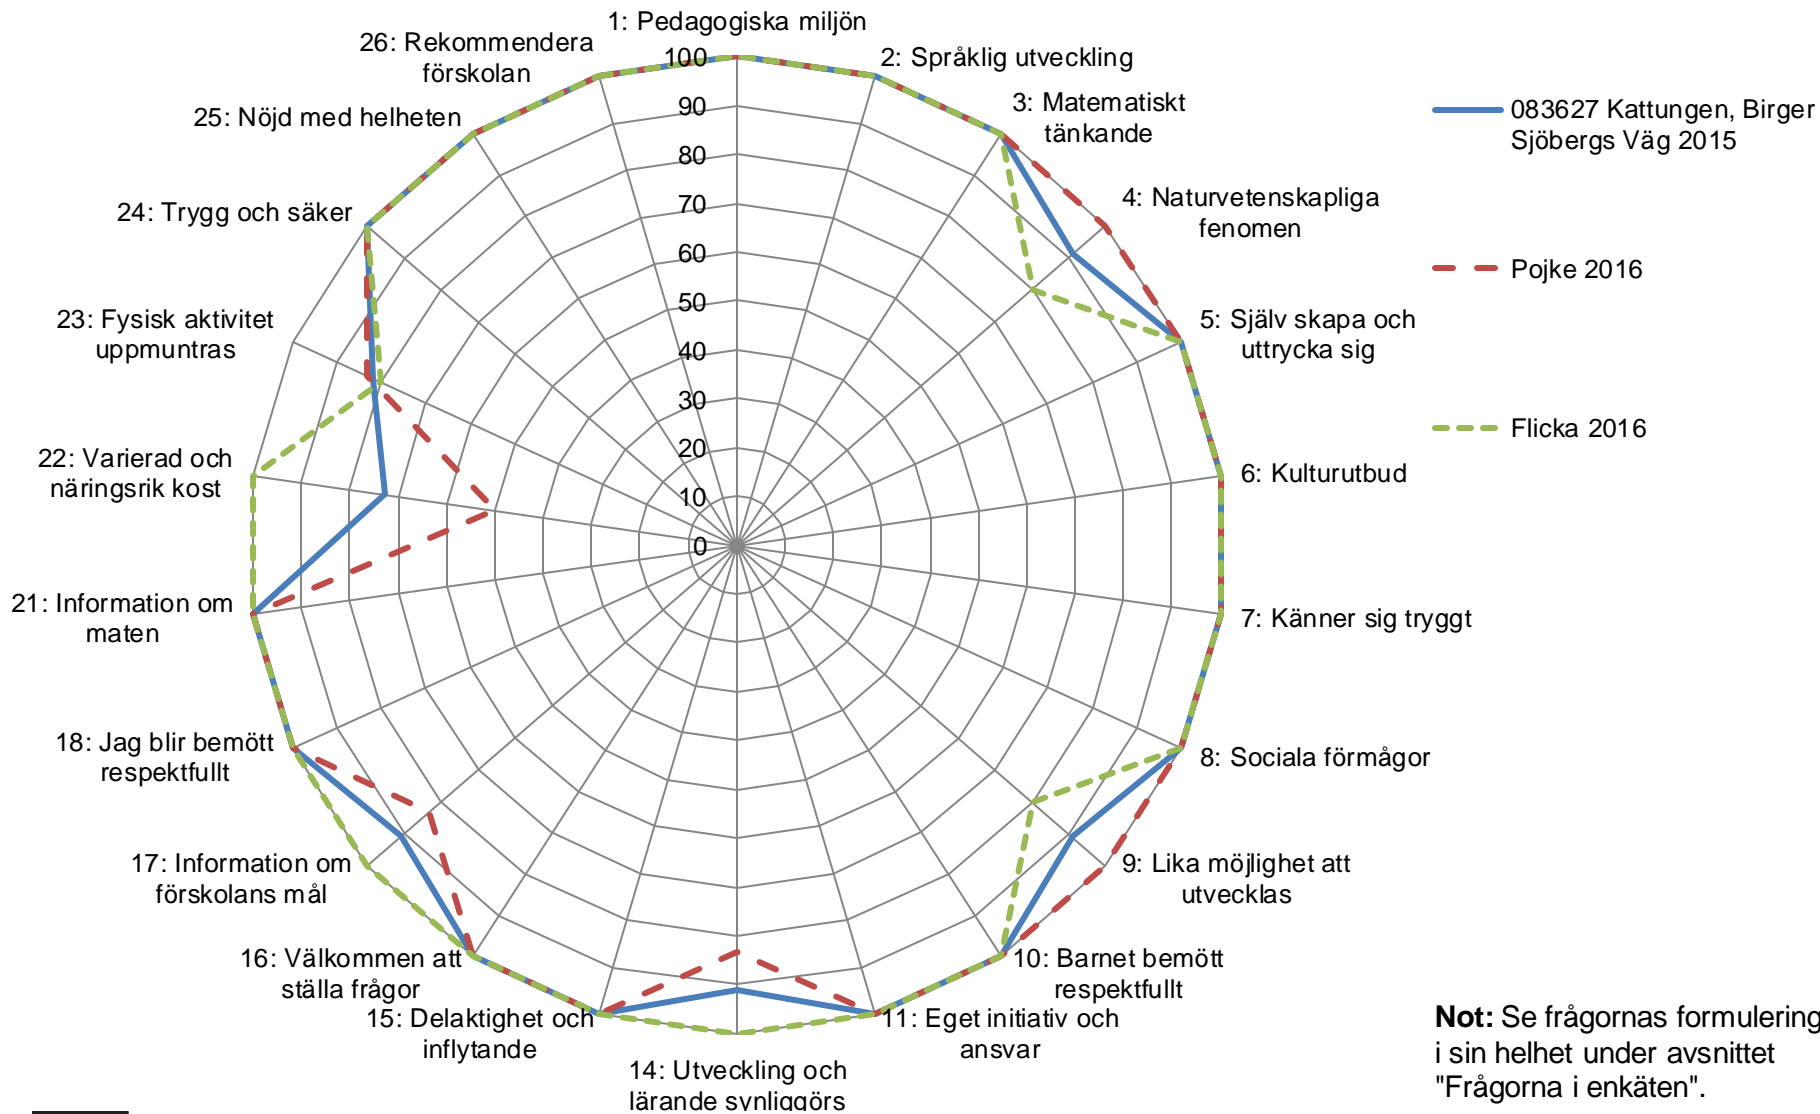 1: Pedagogiska miljön
2: Språklig utveckling
3: Matematiskt
tänkande
4: Naturvetenskapliga
fenomen
5: Själv skapa och
uttrycka sig
6: Kulturutbud
7: Känner sig tryggt
8: Sociala förmågor
9: Lika möjlighet att
utvecklas
10: Barnet bemött
respektfullt
11: Eget initiativ och
ansvar
14: Utveckling och
lärande synliggörs
15: Delaktighet och
inflytande
16: Välkommen att
ställa frågor
17: Information om
förskolans mål
18: Jag blir bemött
respektfullt
21: Information om
maten
22: Varierad och
näringsrik kost
23: Fysisk aktivitet
uppmuntras
24: Trygg och säker
25: Nöjd med helheten
26: Rekommendera
förskolan
100
90
80
70
60
50
40
30
20
10
0
083627 Kattungen, Birger
Sjöbergs Väg 2015
Pojke 2016
Flicka 2016
Not: Se frågornas formulering
i sin helhet under avsnittet
"Frågorna i enkäten".